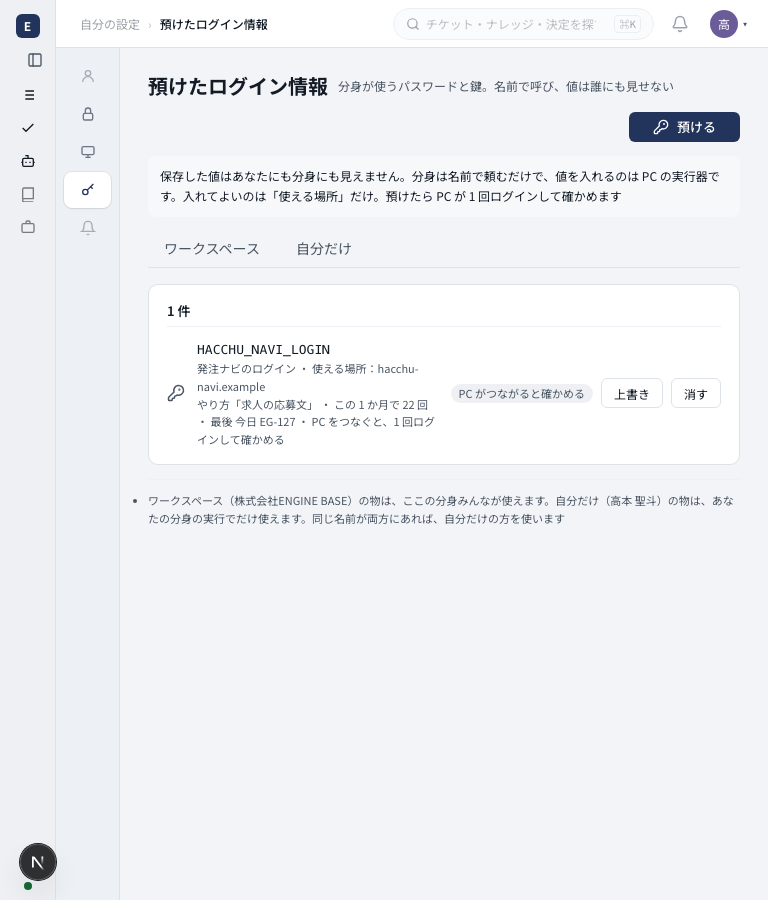 E
自分の設定 › 預けたログイン情報
チケット・ナレッジ・決定を探 ⌘K
高
預けたログイン情報 分身が使うパスワードと鍵。名前で呼び、値は誰にも見せない
預ける
保存した値はあなたにも分身にも見えません。分身は名前で頼むだけで、値を入れるのは PC の実行器で
す。入れてよいのは「使える場所」だけ。預けたら PC が 1 回ログインして確かめます
ワークスペース 自分だけ
1 件
HACCHU_NAVI_LOGIN
発注ナビのログイン ・ 使える場所：hacchu-
navi.example
やり方「求人の応募文」 ・ この 1 か月で 22 回
・ 最後 今日 EG-127 ・ PC をつなぐと、1 回ログ
インして確かめる
PC がつながると確かめる 上書き 消す
• ワークスペース（株式会社ENGINE BASE）の物は、ここの分身みんなが使えます。自分だけ（高本 聖斗）の物は、あな
たの分身の実行でだけ使えます。同じ名前が両方にあれば、自分だけの方を使います
N